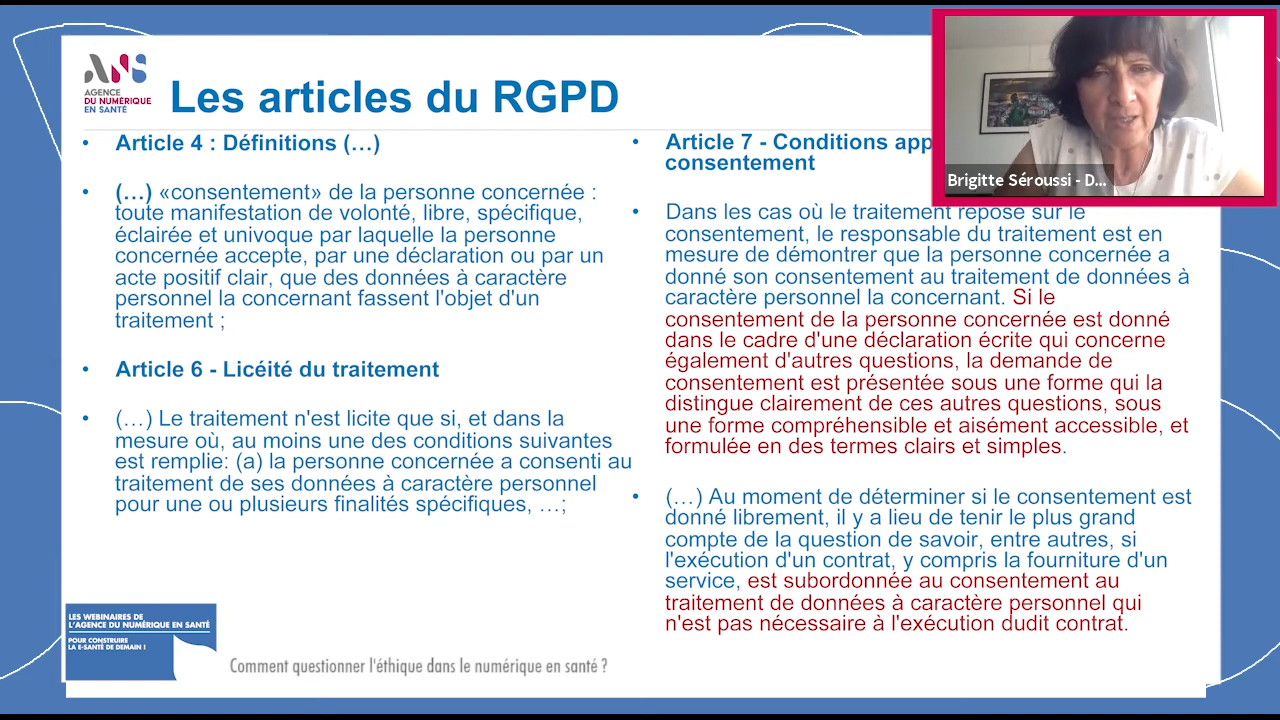 ANS
AGENCE
DU NUMÉRIQUE
EN SANTÉ
Les articles du RGPD
• Article 4 : Définitions (…)
• (…) «consentement» de la personne concernée :
toute manifestation de volonté, libre, spécifique,
éclairée et univoque par laquelle la personne
concernée accepte, par une déclaration ou par un
acte positif clair, que des données à caractère
personnel la concernant fassent l'objet d'un
traitement ;
• Article 6 - Licéité du traitement
• (…) Le traitement n'est licite que si, et dans la
mesure où, au moins une des conditions suivantes
est remplie: (a) la personne concernée a consenti au
traitement de ses données à caractère personnel
pour une ou plusieurs finalités spécifiques, …;
• Article 7 - Conditions app
consentement
• Dans les cas où le traitement repose sur le
consentement, le responsable du traitement est en
mesure de démontrer que la personne concernée a
donné son consentement au traitement de données à
caractère personnel la concernant. Si le
consentement de la personne concernée est donné
dans le cadre d'une déclaration écrite qui concerne
également d'autres questions, la demande de
consentement est présentée sous une forme qui la
distingue clairement de ces autres questions, sous
une forme compréhensible et aisément accessible, et
formulée en des termes clairs et simples.
• (…) Au moment de déterminer si le consentement est
donné librement, il y a lieu de tenir le plus grand
compte de la question de savoir, entre autres, si
l'exécution d'un contrat, y compris la fourniture d'un
service, est subordonnée au consentement au
traitement de données à caractère personnel qui
n'est pas nécessaire à l'exécution dudit contrat.
Brigitte Séroussi - D...
LES WEBINAIRES DE
L'AGENCE DU NUMÉRIQUE EN SANTÉ
POUR CONSTRUIRE
LA E-SANTÉ DE DEMAIN !
Comment questionner l'éthique dans le numérique en santé ?